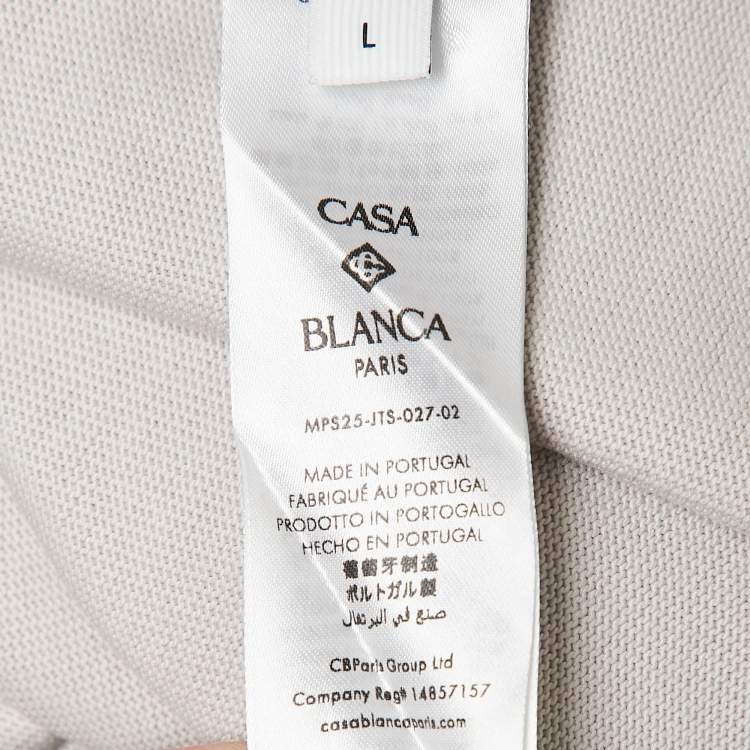 L
CASA
BLANCA
PARIS
MPS25-JTS-027-02
MADE IN PORTUGAL
FABRIQUÉ AU PORTUGAL
PRODOTTO IN PORTOGALLO
HECHO EN PORTUGAL
葡萄牙制造
ポルトガル製
صنع في البرتغال
CBParis Group Ltd
Company Reg# 14857157
casablancaparis.com